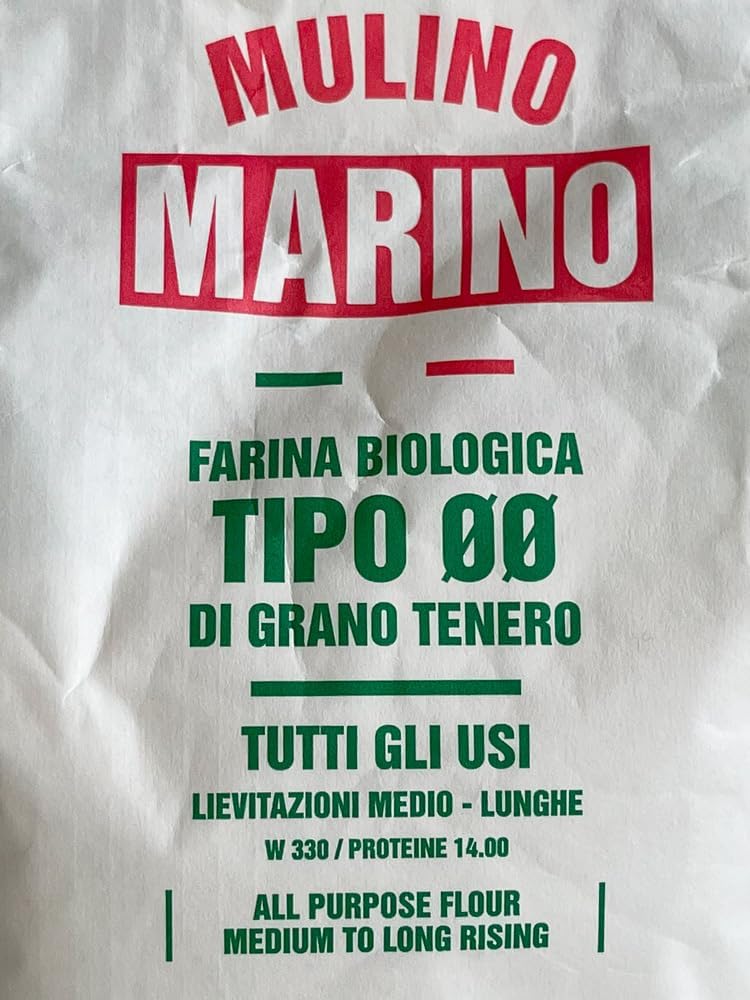 MULINO
MARINO
FARINA BIOLOGICA
TIPO 00
DI GRANO TENERO
TUTTI GLI USI
LIEVITAZIONI MEDIO - LUNGHE
W 330 / PROTEINE 14.00
ALL PURPOSE FLOUR
MEDIUM TO LONG RISING